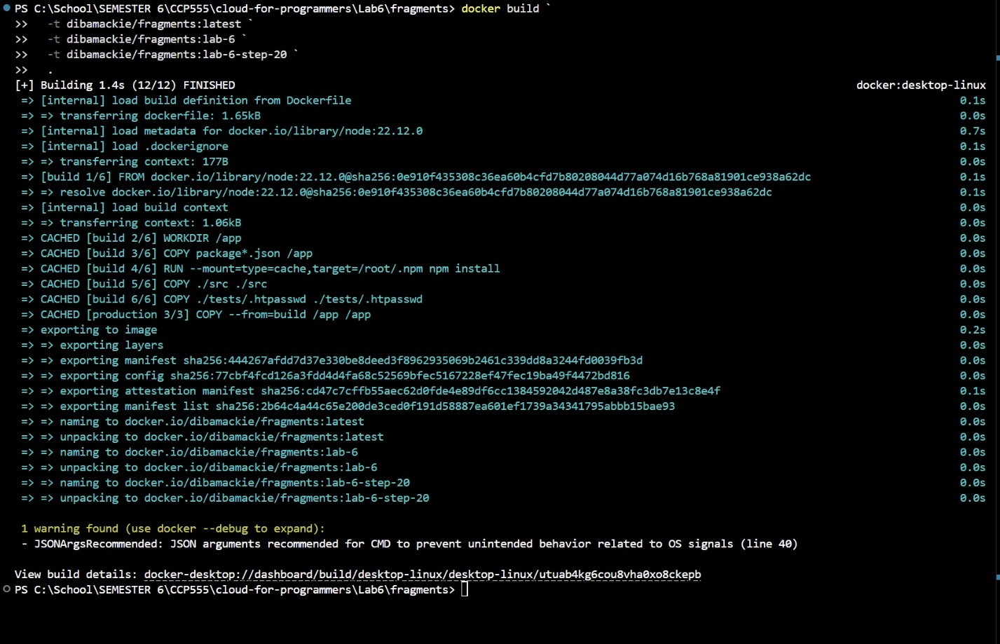 PS C:\School\SEMESTER 6\CCP555\cloud-for-programmers\Lab6\fragments> docker build `
>>   -t dibamackie/fragments:latest `
>>   -t dibamackie/fragments:lab-6 `
>>   -t dibamackie/fragments:lab-6-step-20 `
>>   .
[+] Building 1.4s (12/12) FINISHED docker:desktop-linux
=> [internal] load build definition from Dockerfile 0.1s
=> => transferring dockerfile: 1.65kB 0.0s
=> [internal] load metadata for docker.io/library/node:22.12.0 0.7s
=> [internal] load .dockerignore 0.1s
=> => transferring context: 177B 0.0s
=> [build 1/6] FROM docker.io/library/node:22.12.0@sha256:0e910f435308c36ea60b4cfd7b80208044d77a074d16b768a81901ce938a62dc 0.1s
=> => resolve docker.io/library/node:22.12.0@sha256:0e910f435308c36ea60b4cfd7b80208044d77a074d16b768a81901ce938a62dc 0.1s
=> [internal] load build context 0.0s
=> => transferring context: 1.06kB 0.0s
=> CACHED [build 2/6] WORKDIR /app 0.0s
=> CACHED [build 3/6] COPY package*.json /app 0.0s
=> CACHED [build 4/6] RUN --mount=type=cache,target=/root/.npm npm install 0.0s
=> CACHED [build 5/6] COPY ./src ./src 0.0s
=> CACHED [build 6/6] COPY ./tests/.htpasswd ./tests/.htpasswd 0.0s
=> CACHED [production 3/3] COPY --from=build /app /app 0.0s
=> exporting to image 0.2s
=> => exporting layers 0.0s
=> => exporting manifest sha256:444267afdd7d37e330be8deed3f8962935069b2461c339dd8a3244fd0039fb3d 0.0s
=> => exporting config sha256:77cbf4fcd126a3fdd4d4fa68c52569bfec5167228ef47fec19ba49f4472bd816 0.0s
=> => exporting attestation manifest sha256:cd47c7cffb55aec62d0fde4e89df6cc1384592042d487e8a38fc3db7e13c8e4f 0.1s
=> => exporting manifest list sha256:2b64c4a44c65e200de3ced0f191d58887ea601ef1739a34341795abbb15bae93 0.0s
=> => naming to docker.io/dibamackie/fragments:latest 0.0s
=> => unpacking to docker.io/dibamackie/fragments:latest 0.0s
=> => naming to docker.io/dibamackie/fragments:lab-6 0.0s
=> => unpacking to docker.io/dibamackie/fragments:lab-6 0.0s
=> => naming to docker.io/dibamackie/fragments:lab-6-step-20 0.0s
=> => unpacking to docker.io/dibamackie/fragments:lab-6-step-20 0.0s
1 warning found (use docker --debug to expand):
- JSONArgsRecommended: JSON arguments recommended for CMD to prevent unintended behavior related to OS signals (line 40)
View build details: docker-desktop://dashboard/build/desktop-linux/desktop-linux/utuab4kg6cou8vha0xo8ckepb
PS C:\School\SEMESTER 6\CCP555\cloud-for-programmers\Lab6\fragments>